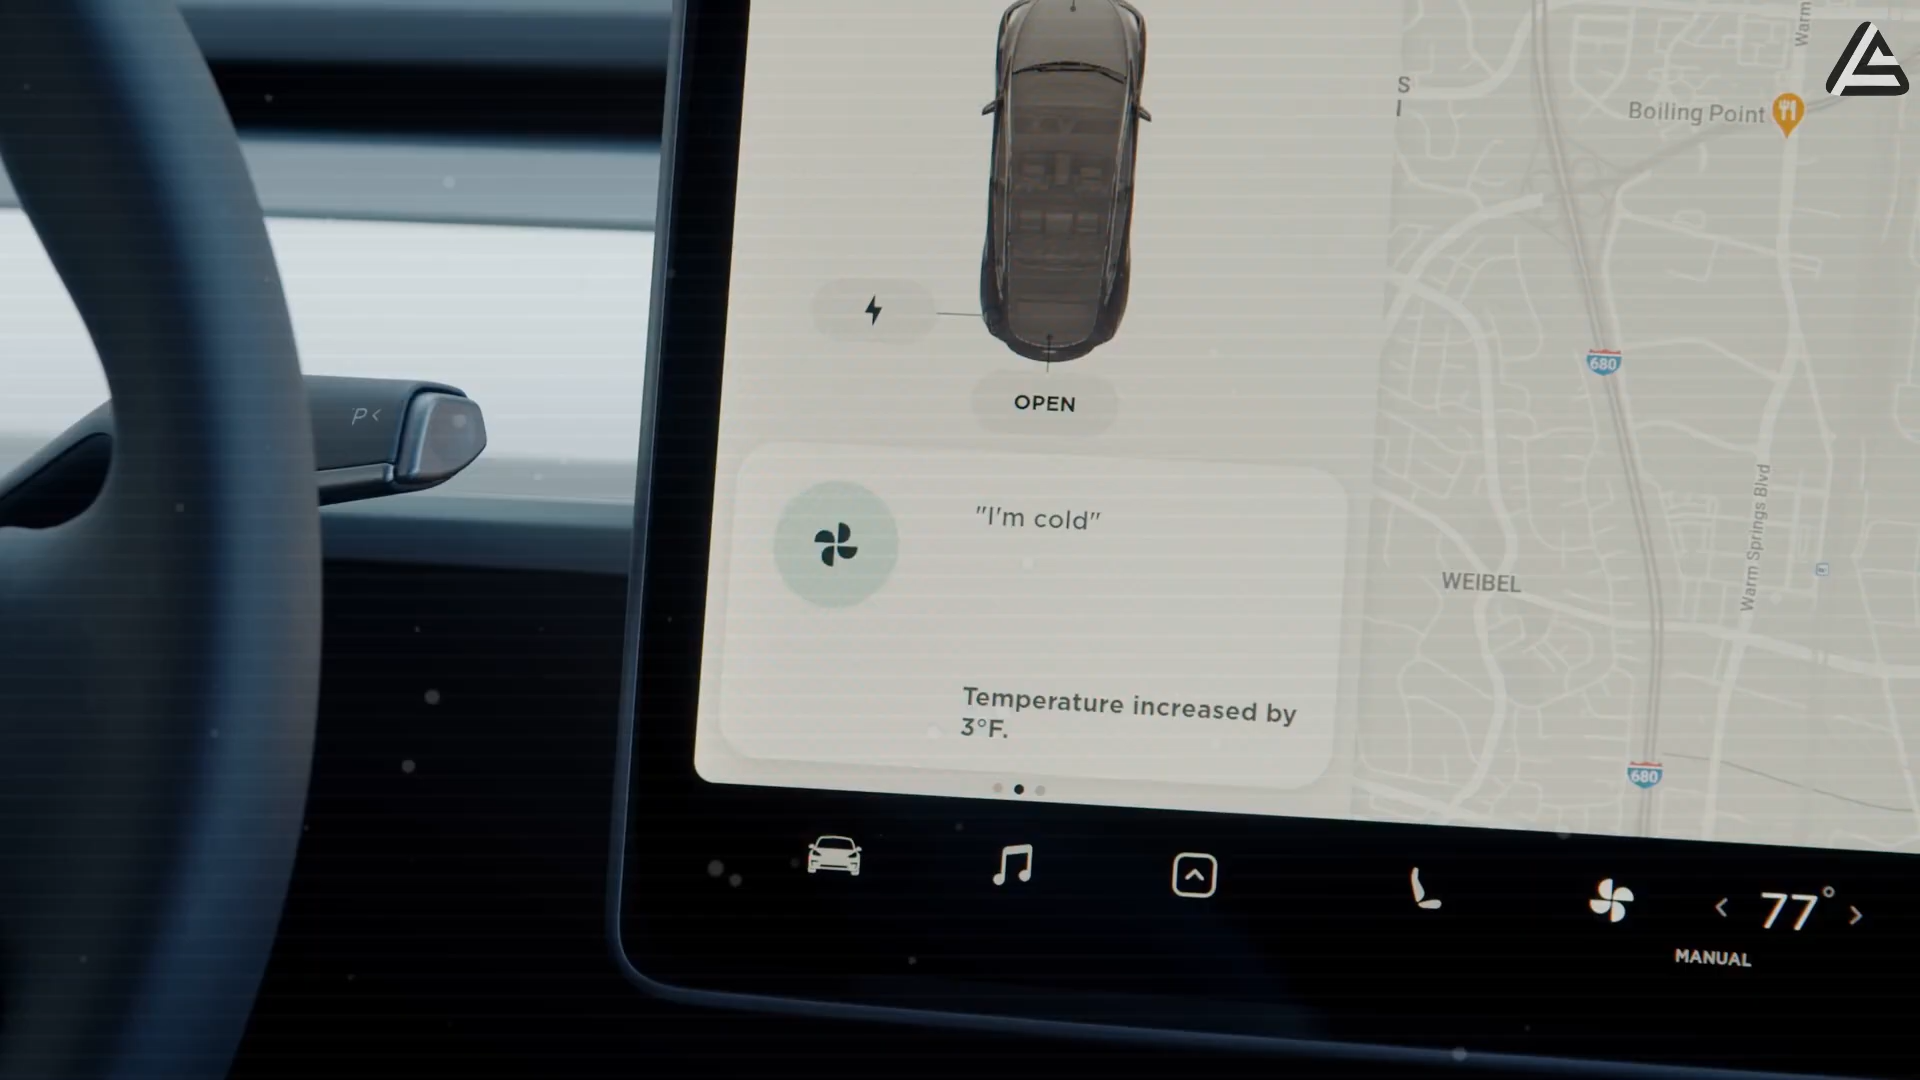 Warm
S
I
Boiling Point
680
OPEN
P<
"I'm cold"
Warm Springs Blvd
WEIBEL
Temperature increased by
3°F.
680
< 77° >
MANUAL